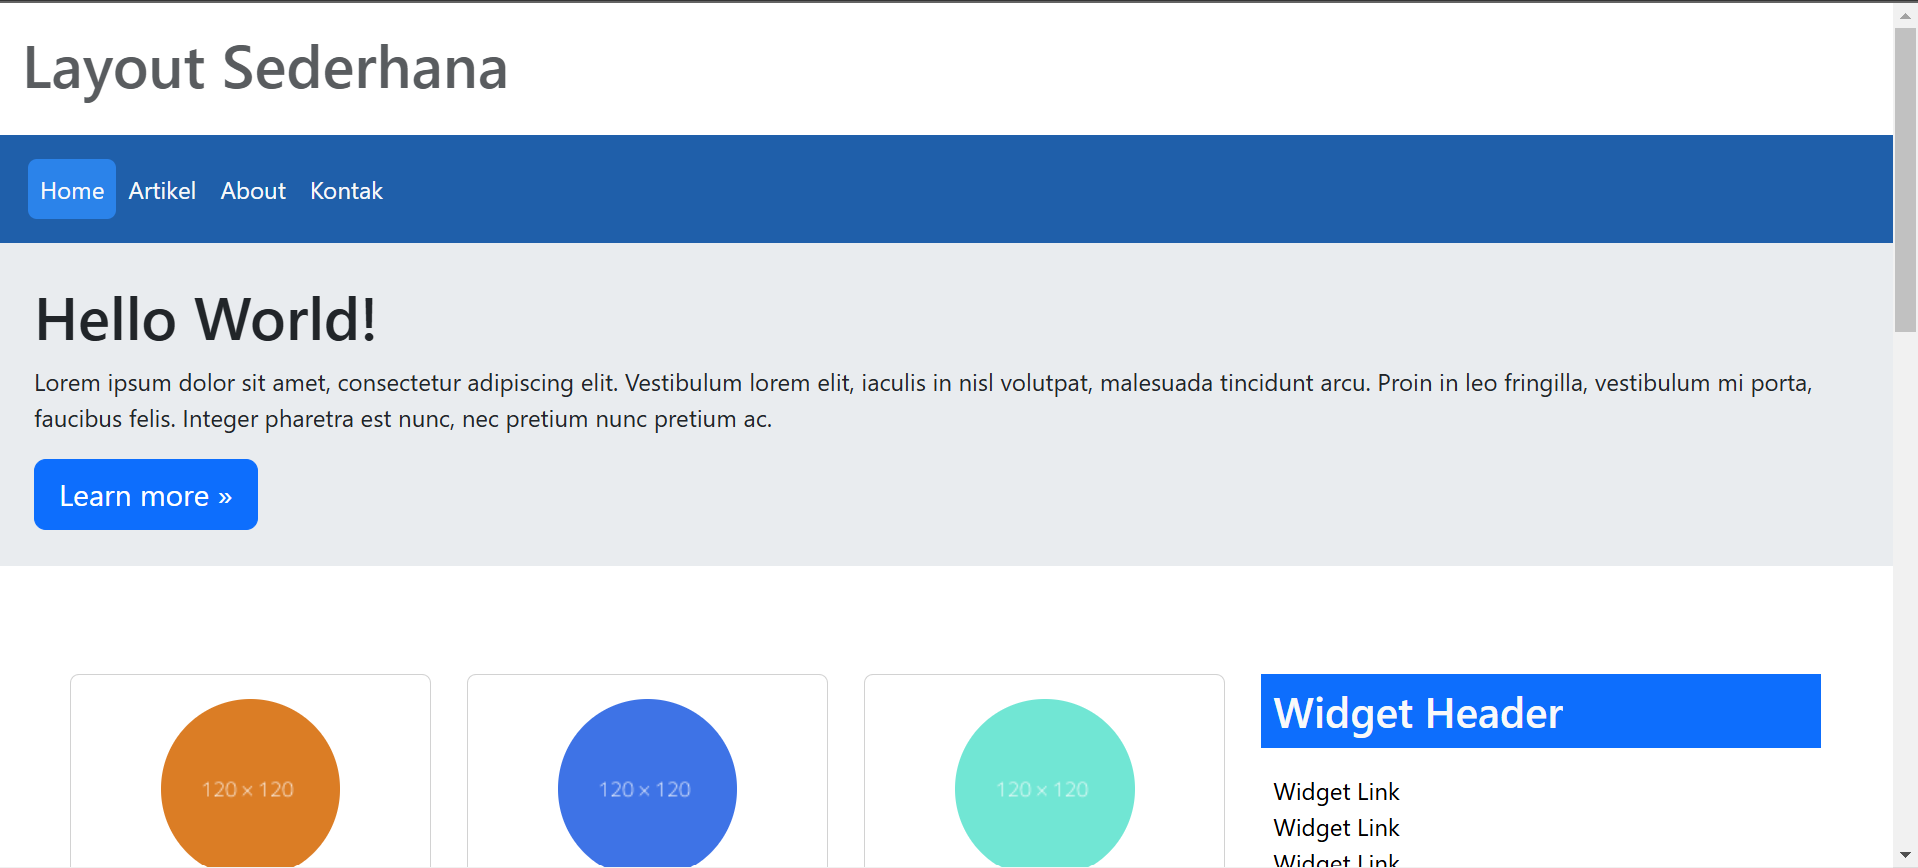 Layout Sederhana
Home Artikel About Kontak
Hello World!
Lorem ipsum dolor sit amet, consectetur adipiscing elit. Vestibulum lorem elit, iaculis in nisl volutpat, malesuada tincidunt arcu. Proin in leo fringilla, vestibulum mi porta,
faucibus felis. Integer pharetra est nunc, nec pretium nunc pretium ac.
Learn more »
120 × 120
120 × 120
120 × 120
Widget Header
Widget Link
Widget Link
Widget Link